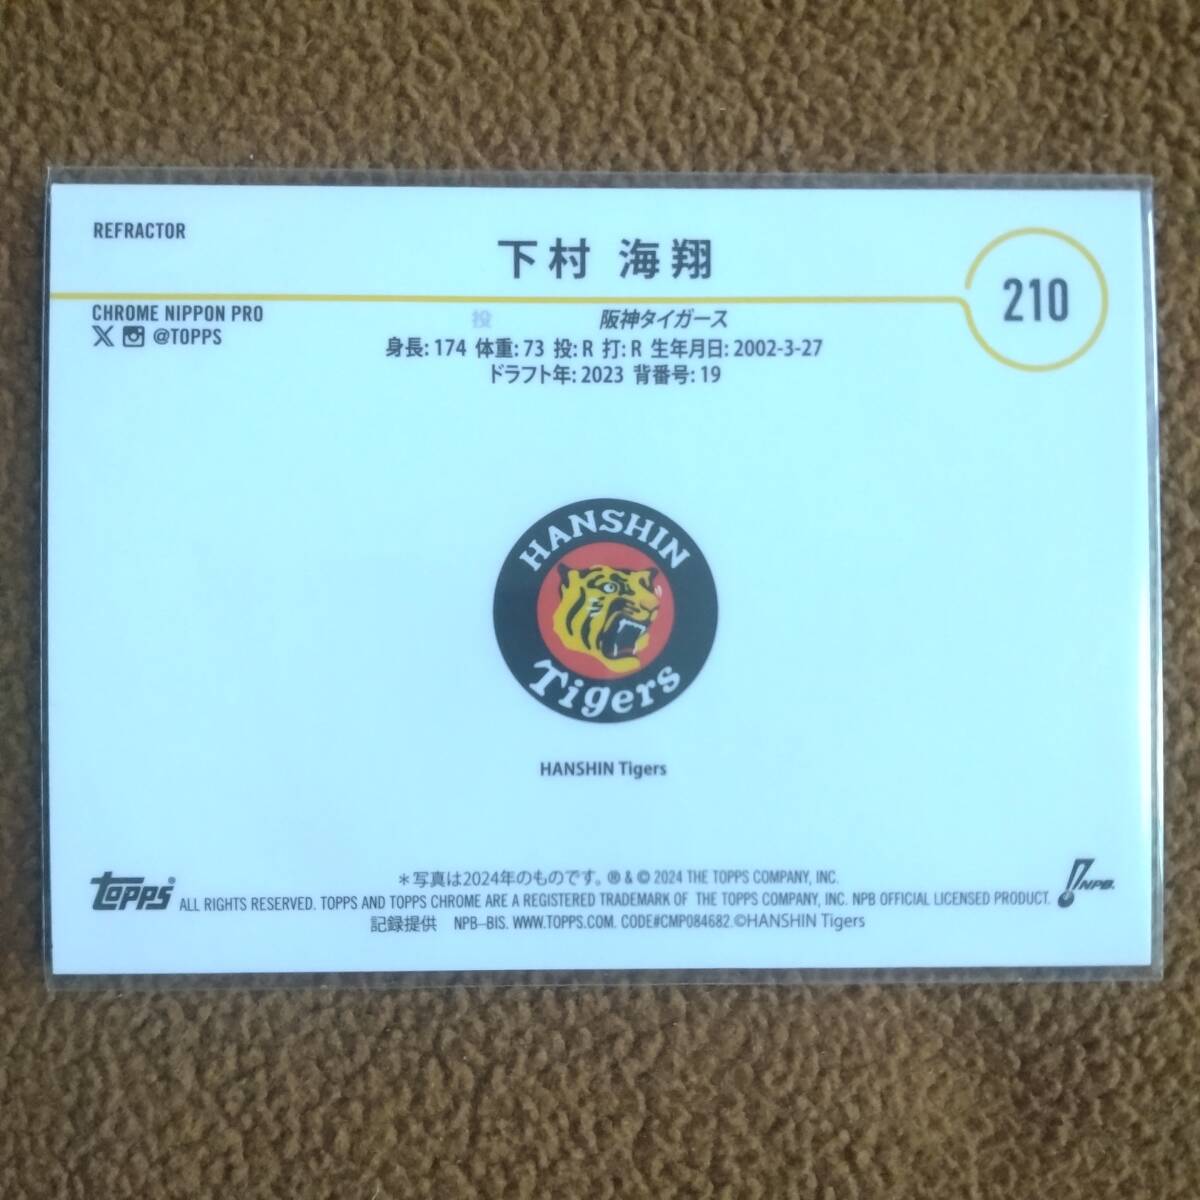 REFRACTOR
下村 海翔
210
CHROME NIPPON PRO
@TOPPS
投 阪神タイガース
身長: 174 体重: 73 投: R 打: R 生年月日: 2002-3-27
ドラフト年: 2023 背番号: 19
HANSHIN
Tigers
HANSHIN Tigers
＊写真は2024年のものです。® & © 2024 THE TOPPS COMPANY, INC.
topps® ALL RIGHTS RESERVED. TOPPS AND TOPPS CHROME ARE A REGISTERED TRADEMARK OF THE TOPPS COMPANY, INC. NPB OFFICIAL LICENSED PRODUCT. NPB.
記録提供 NPB–BIS. WWW.TOPPS.COM. CODE#CMP084682.©HANSHIN Tigers